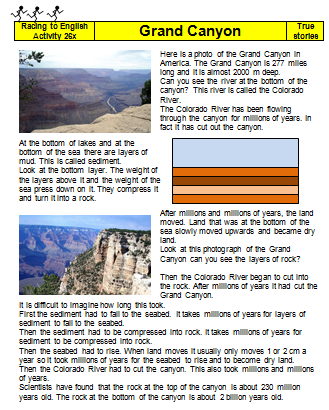 Racing to English
Activity 26x
Grand Canyon
True
stories
Here is a photo of the Grand Canyon in
America. The Grand Canyon is 277 miles
long and it is almost 2000 m deep.
Can you see the river at the bottom of the
canyon? This river is called the Colorado
River.
The Colorado River has been flowing
through the canyon for millions of years. In
fact it has cut out the canyon.
At the bottom of lakes and at the
bottom of the sea there are layers of
mud. This is called sediment.
Look at the bottom layer. The weight of
the layers above it and the weight of the
sea press down on it. They compress it
and turn it into a rock.
After millions and millions of years, the land
moved. Land that was at the bottom of the
sea slowly moved upwards and became dry
land.
Look at this photograph of the Grand
Canyon can you see the layers of rock?
Then the Colorado River began to cut into
the rock. After millions of years it had cut the
Grand Canyon.
It is difficult to imagine how long this took.
First the sediment had to fall to the seabed. It takes millions of years for layers of
sediment to fall to the seabed.
Then the sediment had to be compressed into rock. It takes millions of years for
sediment to be compressed into rock.
Then the seabed had to rise. When land moves it usually only moves 1 or 2 cm a
year so it took millions of years for the seabed to rise and to become dry land.
Then the Colorado River had to cut the canyon. This also took millions and millions
of years.
Scientists have found that the rock at the top of the canyon is about 230 million
years old. The rock at the bottom of the canyon is about 2 billion years old.